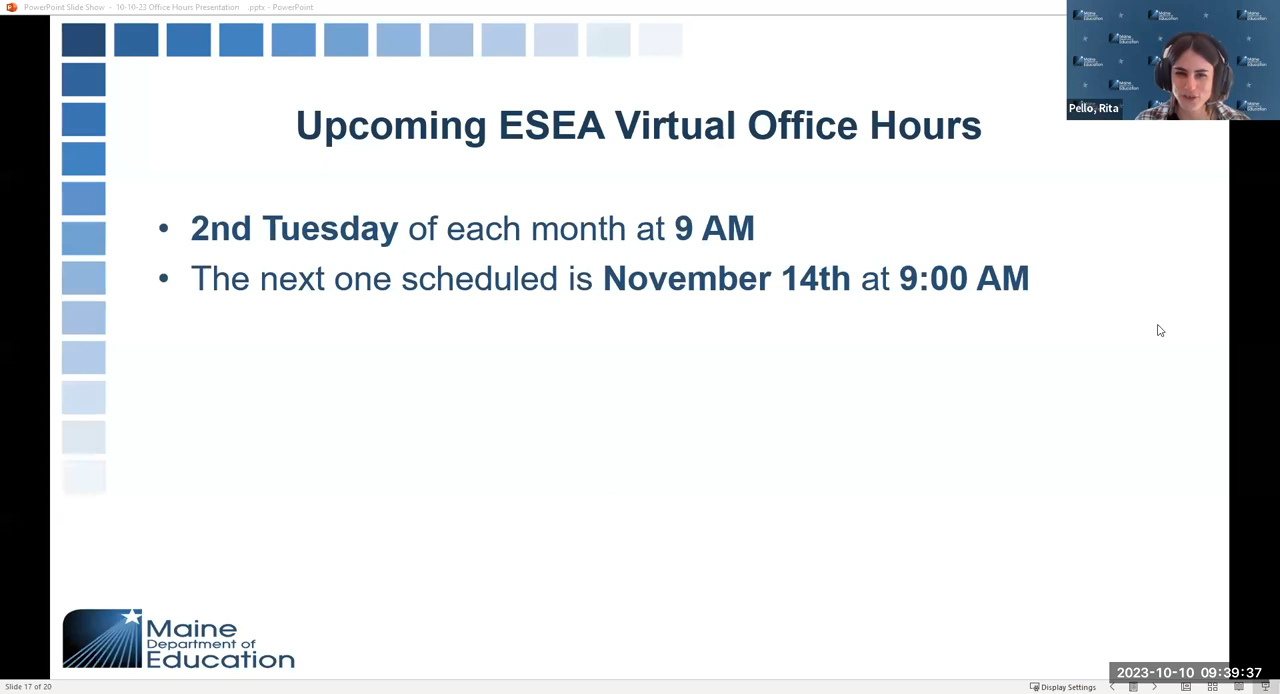 PowerPoint Slide Show - 10-10-23 Office Hours Presentation .pptx - PowerPoint
Pello, Rita
Upcoming ESEA Virtual Office Hours
• 2nd Tuesday of each month at 9 AM
• The next one scheduled is November 14th at 9:00 AM
Maine
Department of
Education
2023-10-10 09:39:37
Slide 17 of 20
Display Settings